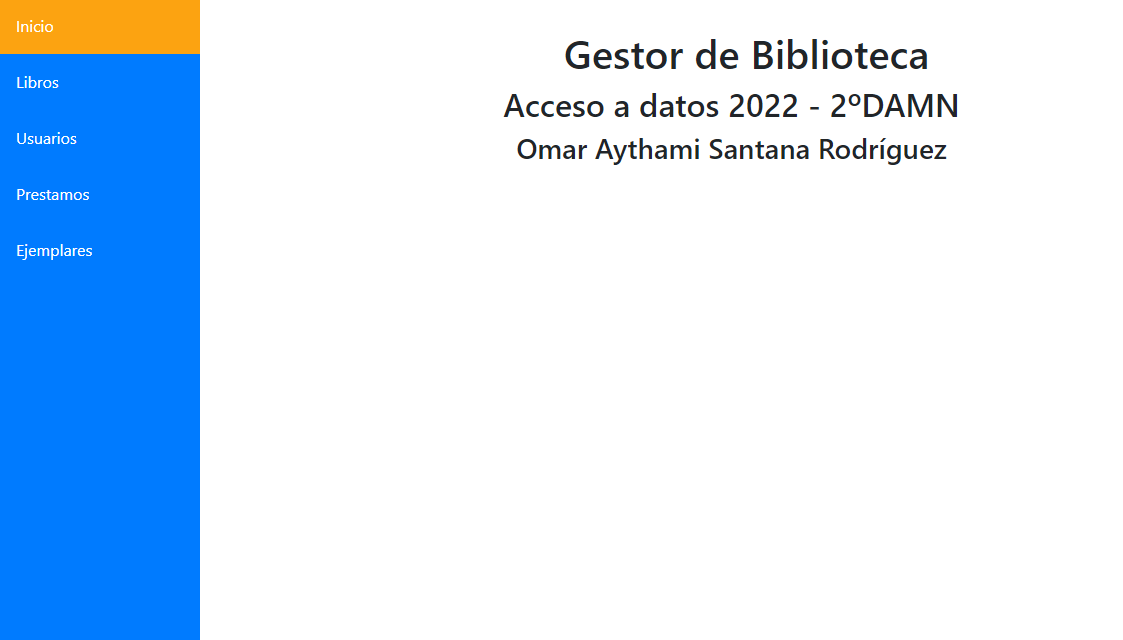 Inicio
Libros
Usuarios
Prestamos
Ejemplares
Gestor de Biblioteca
Acceso a datos 2022 - 2ºDAMN
Omar Aythami Santana Rodríguez